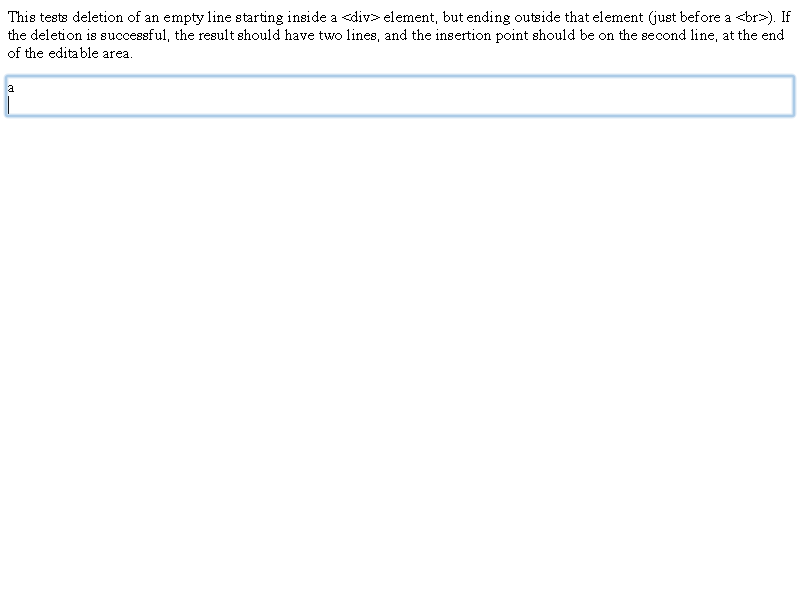 This tests deletion of an empty line starting inside a <div> element, but ending outside that element (just before a <br>). If
the deletion is successful, the result should have two lines, and the insertion point should be on the second line, at the end
of the editable area.
a